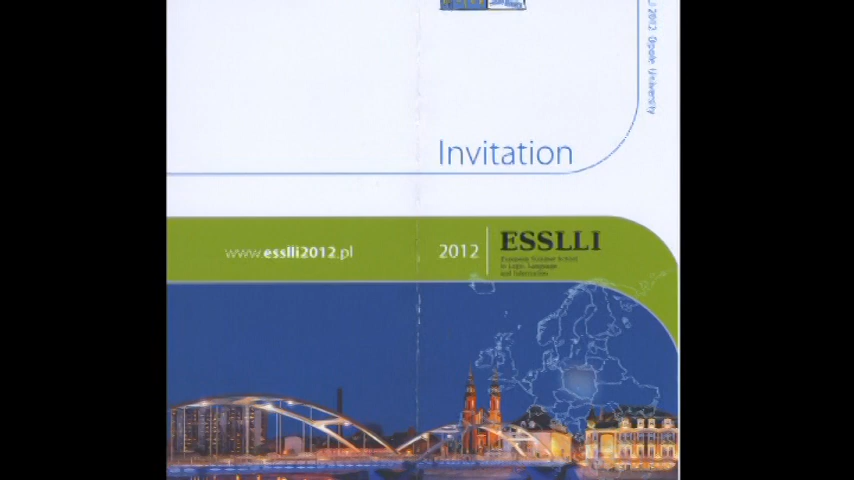 2012 Opole University
Invitation
www.esslli2012.pl
2012
ESSLLI
European Summer School
in Logic, Language
and Information